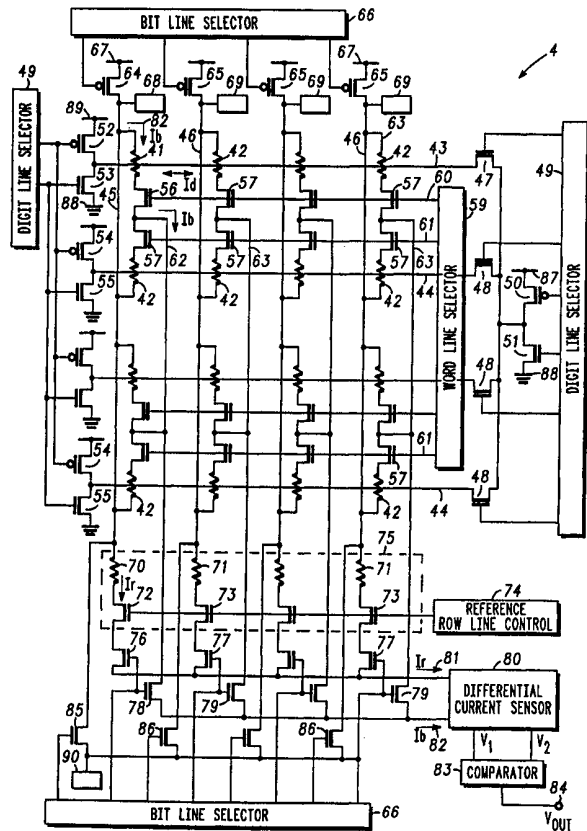 BIT LINE SELECTOR 66
67 67 4
64 65 65 65
49 68 69 69 69
DIGIT LINE SELECTOR
89 82 46 46 63
52 Ib 41 42 42 43
53 Id 47 49
88 56 57 57 60 59
45 Ib
54 61 87
57 62 57 63 57 63 48 50
55 42 42 42 44
WORD LINE SELECTOR
DIGIT LINE SELECTOR
51
88
48
61
54 57
42 42 48
55 44
75
70 71 71
Ir 74
72 73 73 REFERENCE
ROW LINE CONTROL
76 77 77 Ir 81 80
DIFFERENTIAL
CURRENT SENSOR
78 79 79
85 86 86 Ib
82 V1 V2
90 83 COMPARATOR 84
BIT LINE SELECTOR 66 VOUT